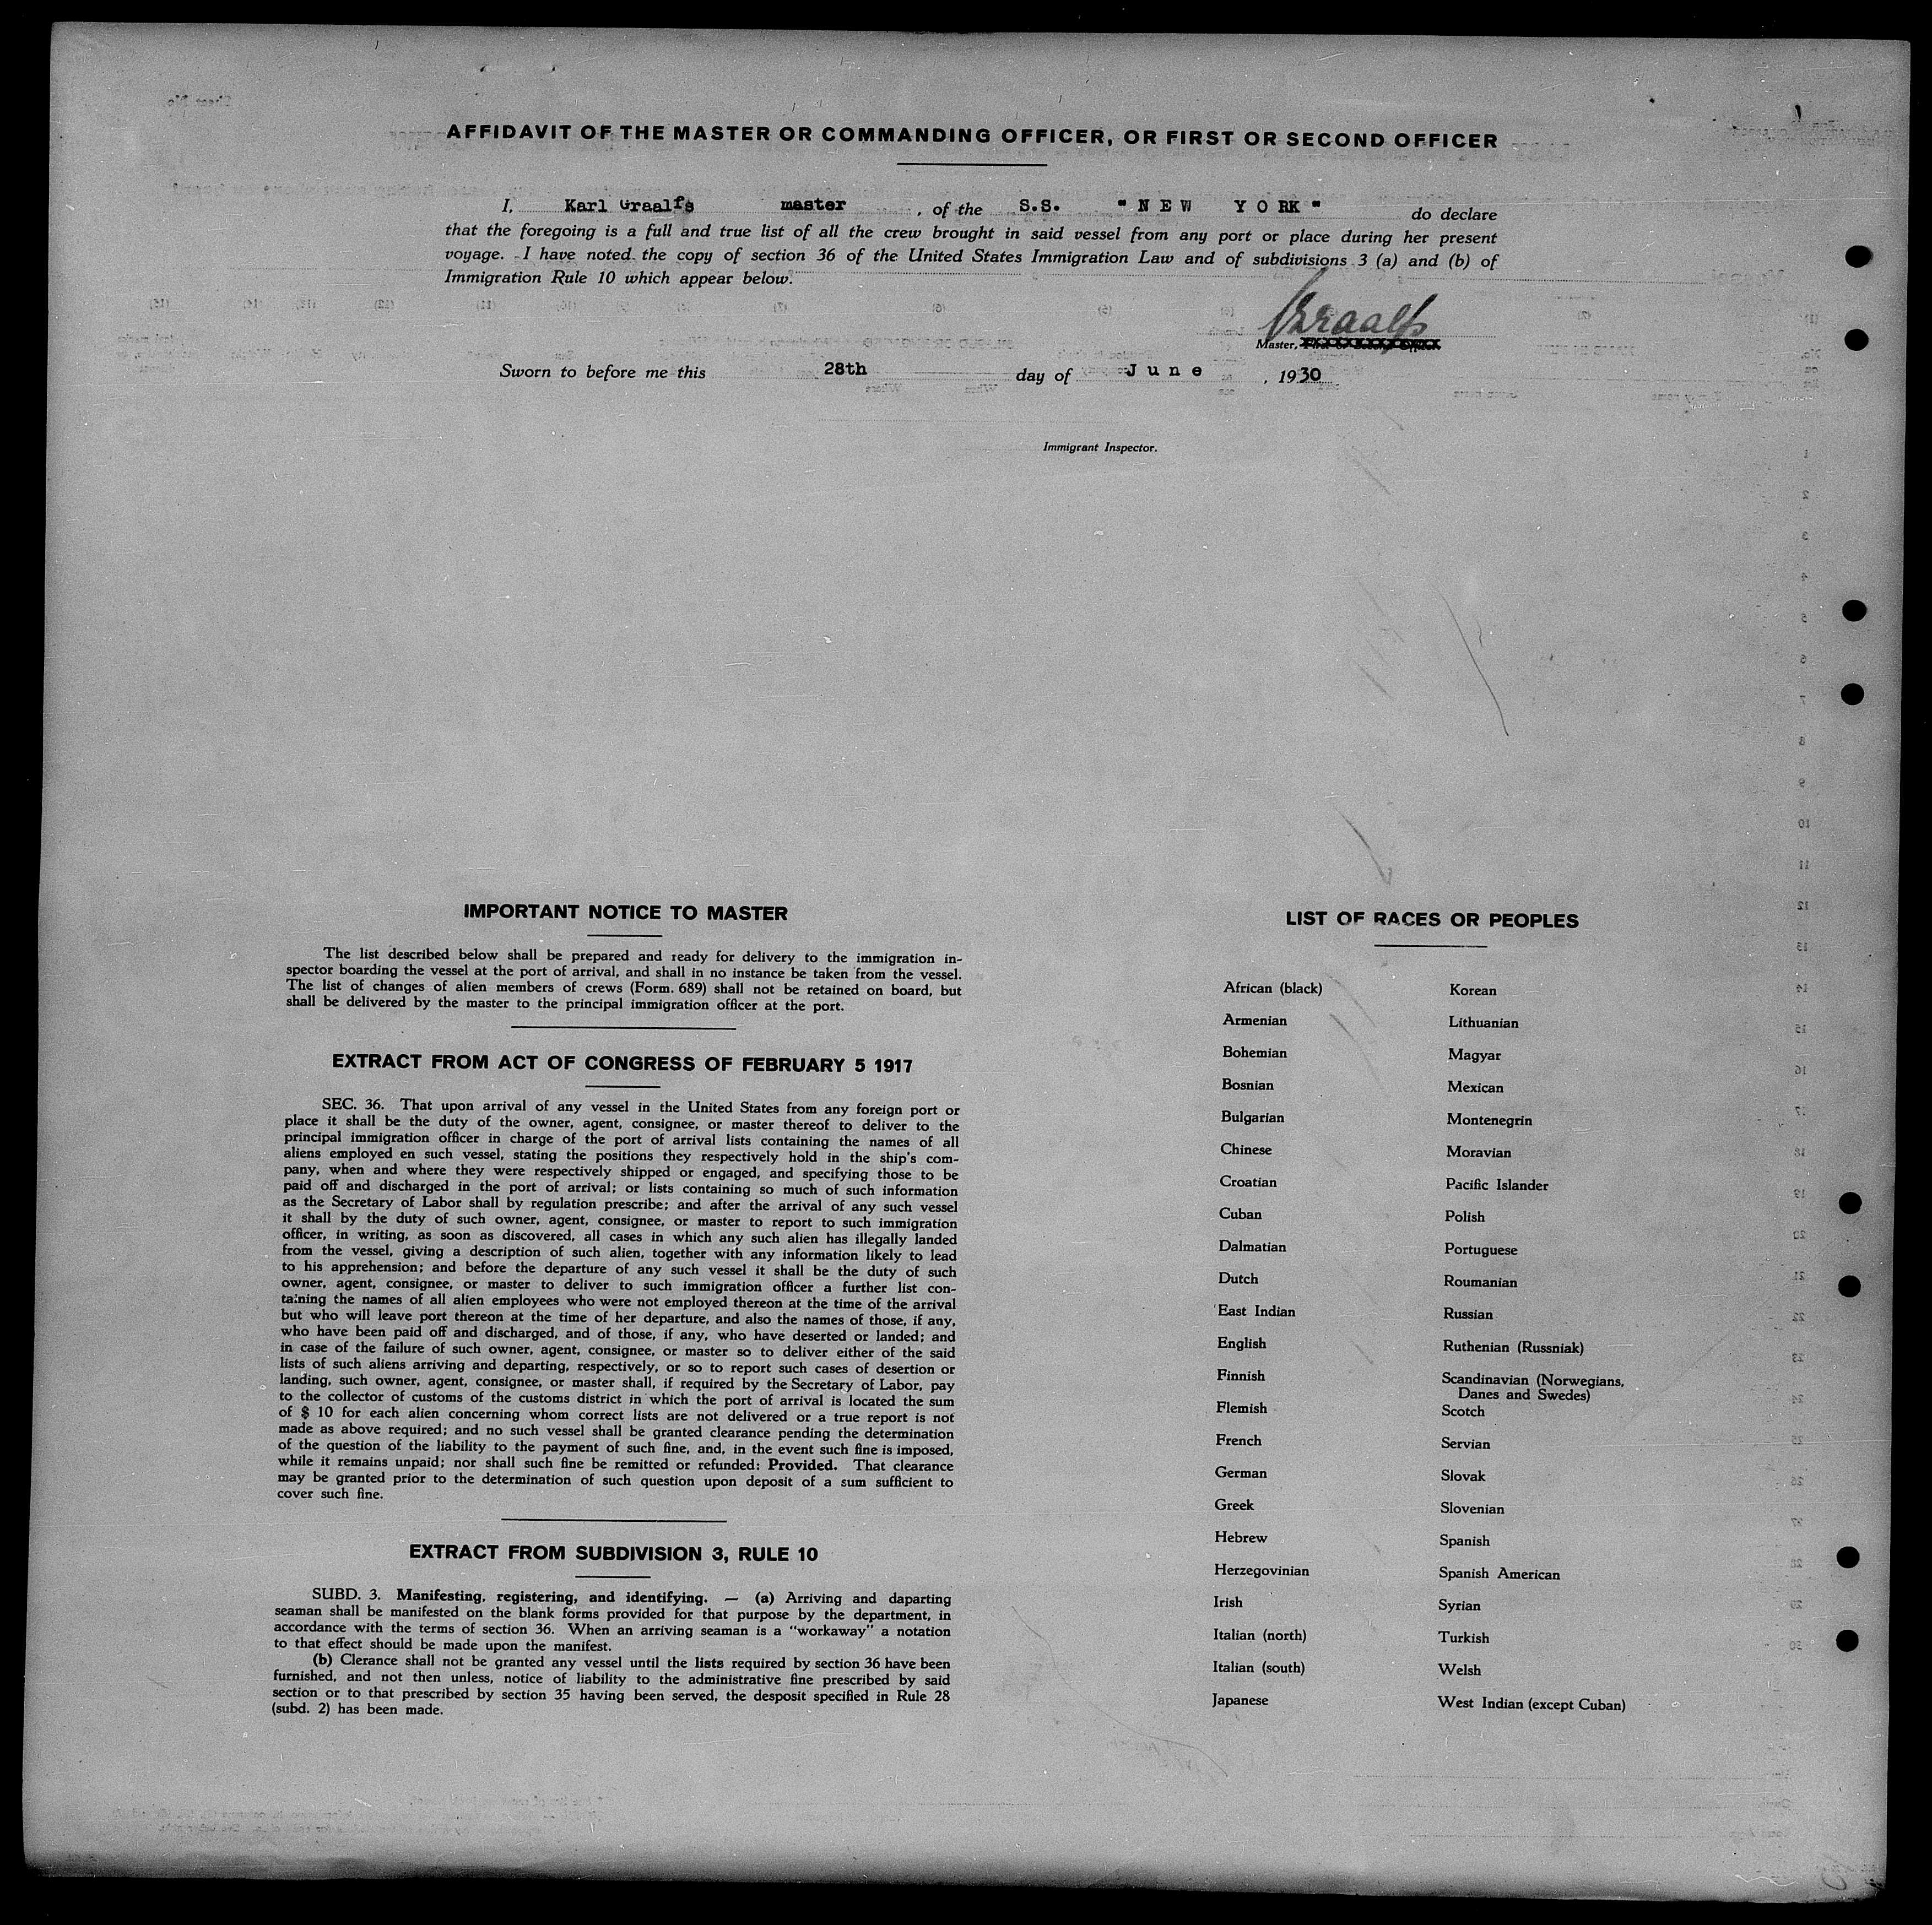 AFFIDAVIT OF THE MASTER OR COMMANDING OFFICER, OR FIRST OR SECOND OFFICER
I, Karl Graalfs master , of the S.S. "NEW YORK" do declare
that the foregoing is a full and true list of all the crew brought in said vessel from any port or place during her present
voyage. I have noted the copy of section 36 of the United States Immigration Law and of subdivisions 3 (a) and (b) of
Immigration Rule 10 which appear below.
Graalfs
Master, First or Second Officer.
Sworn to before me this 28th day of June , 1930
Immigrant Inspector.
IMPORTANT NOTICE TO MASTER
The list described below shall be prepared and ready for delivery to the immigration in-
spector boarding the vessel at the port of arrival, and shall in no instance be taken from the vessel.
The list of changes of alien members of crews (Form. 689) shall not be retained on board, but
shall be delivered by the master to the principal immigration officer at the port.
EXTRACT FROM ACT OF CONGRESS OF FEBRUARY 5 1917
SEC. 36. That upon arrival of any vessel in the United States from any foreign port or
place it shall be the duty of the owner, agent, consignee, or master thereof to deliver to the
principal immigration officer in charge of the port of arrival lists containing the names of all
aliens employed en such vessel, stating the positions they respectively hold in the ship's com-
pany, when and where they were respectively shipped or engaged, and specifying those to be
paid off and discharged in the port of arrival; or lists containing so much of such information
as the Secretary of Labor shall by regulation prescribe; and after the arrival of any such vessel
it shall by the duty of such owner, agent, consignee, or master to report to such immigration
officer, in writing, as soon as discovered, all cases in which any such alien has illegally landed
from the vessel, giving a description of such alien, together with any information likely to lead
to his apprehension; and before the departure of any such vessel it shall be the duty of such
owner, agent, consignee, or master to deliver to such immigration officer a further list con-
taining the names of all alien employees who were not employed thereon at the time of the arrival
but who will leave port thereon at the time of her departure, and also the names of those, if any,
who have been paid off and discharged, and of those, if any, who have deserted or landed; and
in case of the failure of such owner, agent, consignee, or master so to deliver either of the said
lists of such aliens arriving and departing, respectively, or so to report such cases of desertion or
landing, such owner, agent, consignee, or master shall, if required by the Secretary of Labor, pay
to the collector of customs of the customs district in which the port of arrival is located the sum
of $ 10 for each alien concerning whom correct lists are not delivered or a true report is not
made as above required; and no such vessel shall be granted clearance pending the determination
of the question of the liability to the payment of such fine, and, in the event such fine is imposed,
while it remains unpaid; nor shall such fine be remitted or refunded: Provided. That clearance
may be granted prior to the determination of such question upon deposit of a sum sufficient to
cover such fine.
EXTRACT FROM SUBDIVISION 3, RULE 10
SUBD. 3. Manifesting, registering, and identifying. — (a) Arriving and daparting
seaman shall be manifested on the blank forms provided for that purpose by the department, in
accordance with the terms of section 36. When an arriving seaman is a "workaway" a notation
to that effect should be made upon the manifest.
(b) Clerance shall not be granted any vessel until the lists required by section 36 have been
furnished, and not then unless, notice of liability to the administrative fine prescribed by said
section or to that prescribed by section 35 having been served, the desposit specified in Rule 28
(subd. 2) has been made.
LIST OF RACES OR PEOPLES
African (black)
Armenian
Bohemian
Bosnian
Bulgarian
Chinese
Croatian
Cuban
Dalmatian
Dutch
East Indian
English
Finnish
Flemish
French
German
Greek
Hebrew
Herzegovinian
Irish
Italian (north)
Italian (south)
Japanese
Korean
Lithuanian
Magyar
Mexican
Montenegrin
Moravian
Pacific Islander
Polish
Portuguese
Roumanian
Russian
Ruthenian (Russniak)
Scandinavian (Norwegians,
Danes and Swedes)
Scotch
Servian
Slovak
Slovenian
Spanish
Spanish American
Syrian
Turkish
Welsh
West Indian (except Cuban)